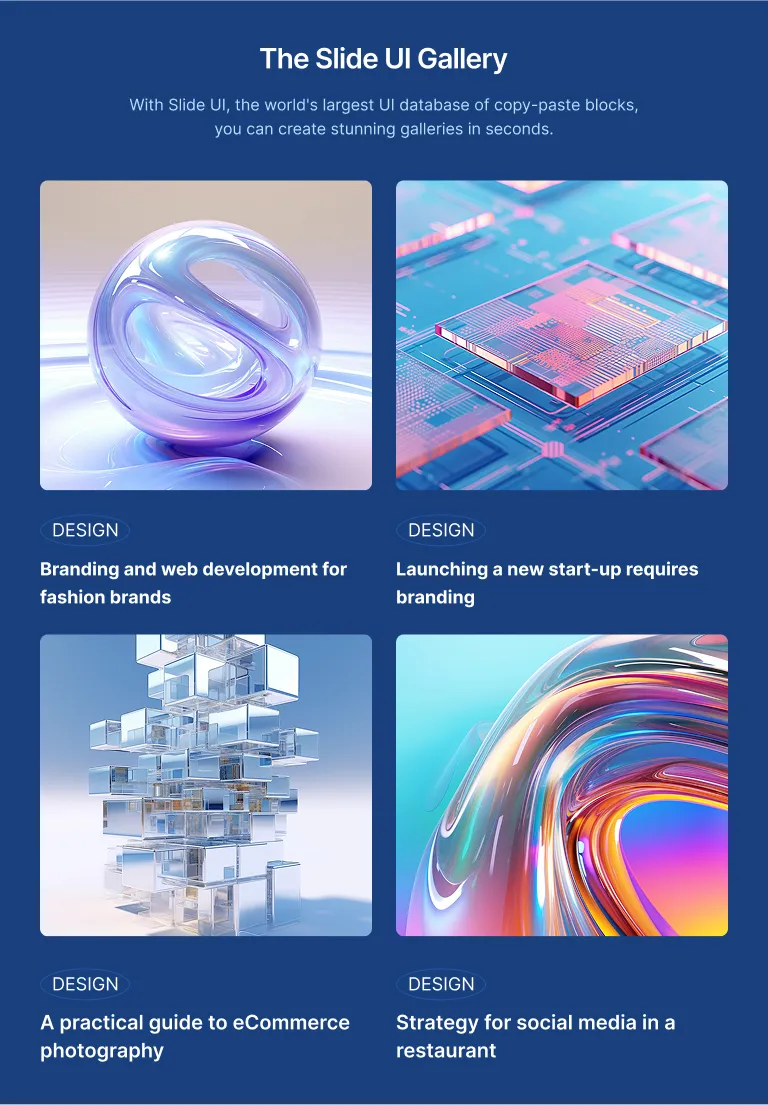 The Slide UI Gallery
With Slide UI, the world's largest UI database of copy-paste blocks,
you can create stunning galleries in seconds.
DESIGN
Branding and web development for
fashion brands
DESIGN
Launching a new start-up requires
branding
DESIGN
A practical guide to eCommerce
photography
DESIGN
Strategy for social media in a
restaurant